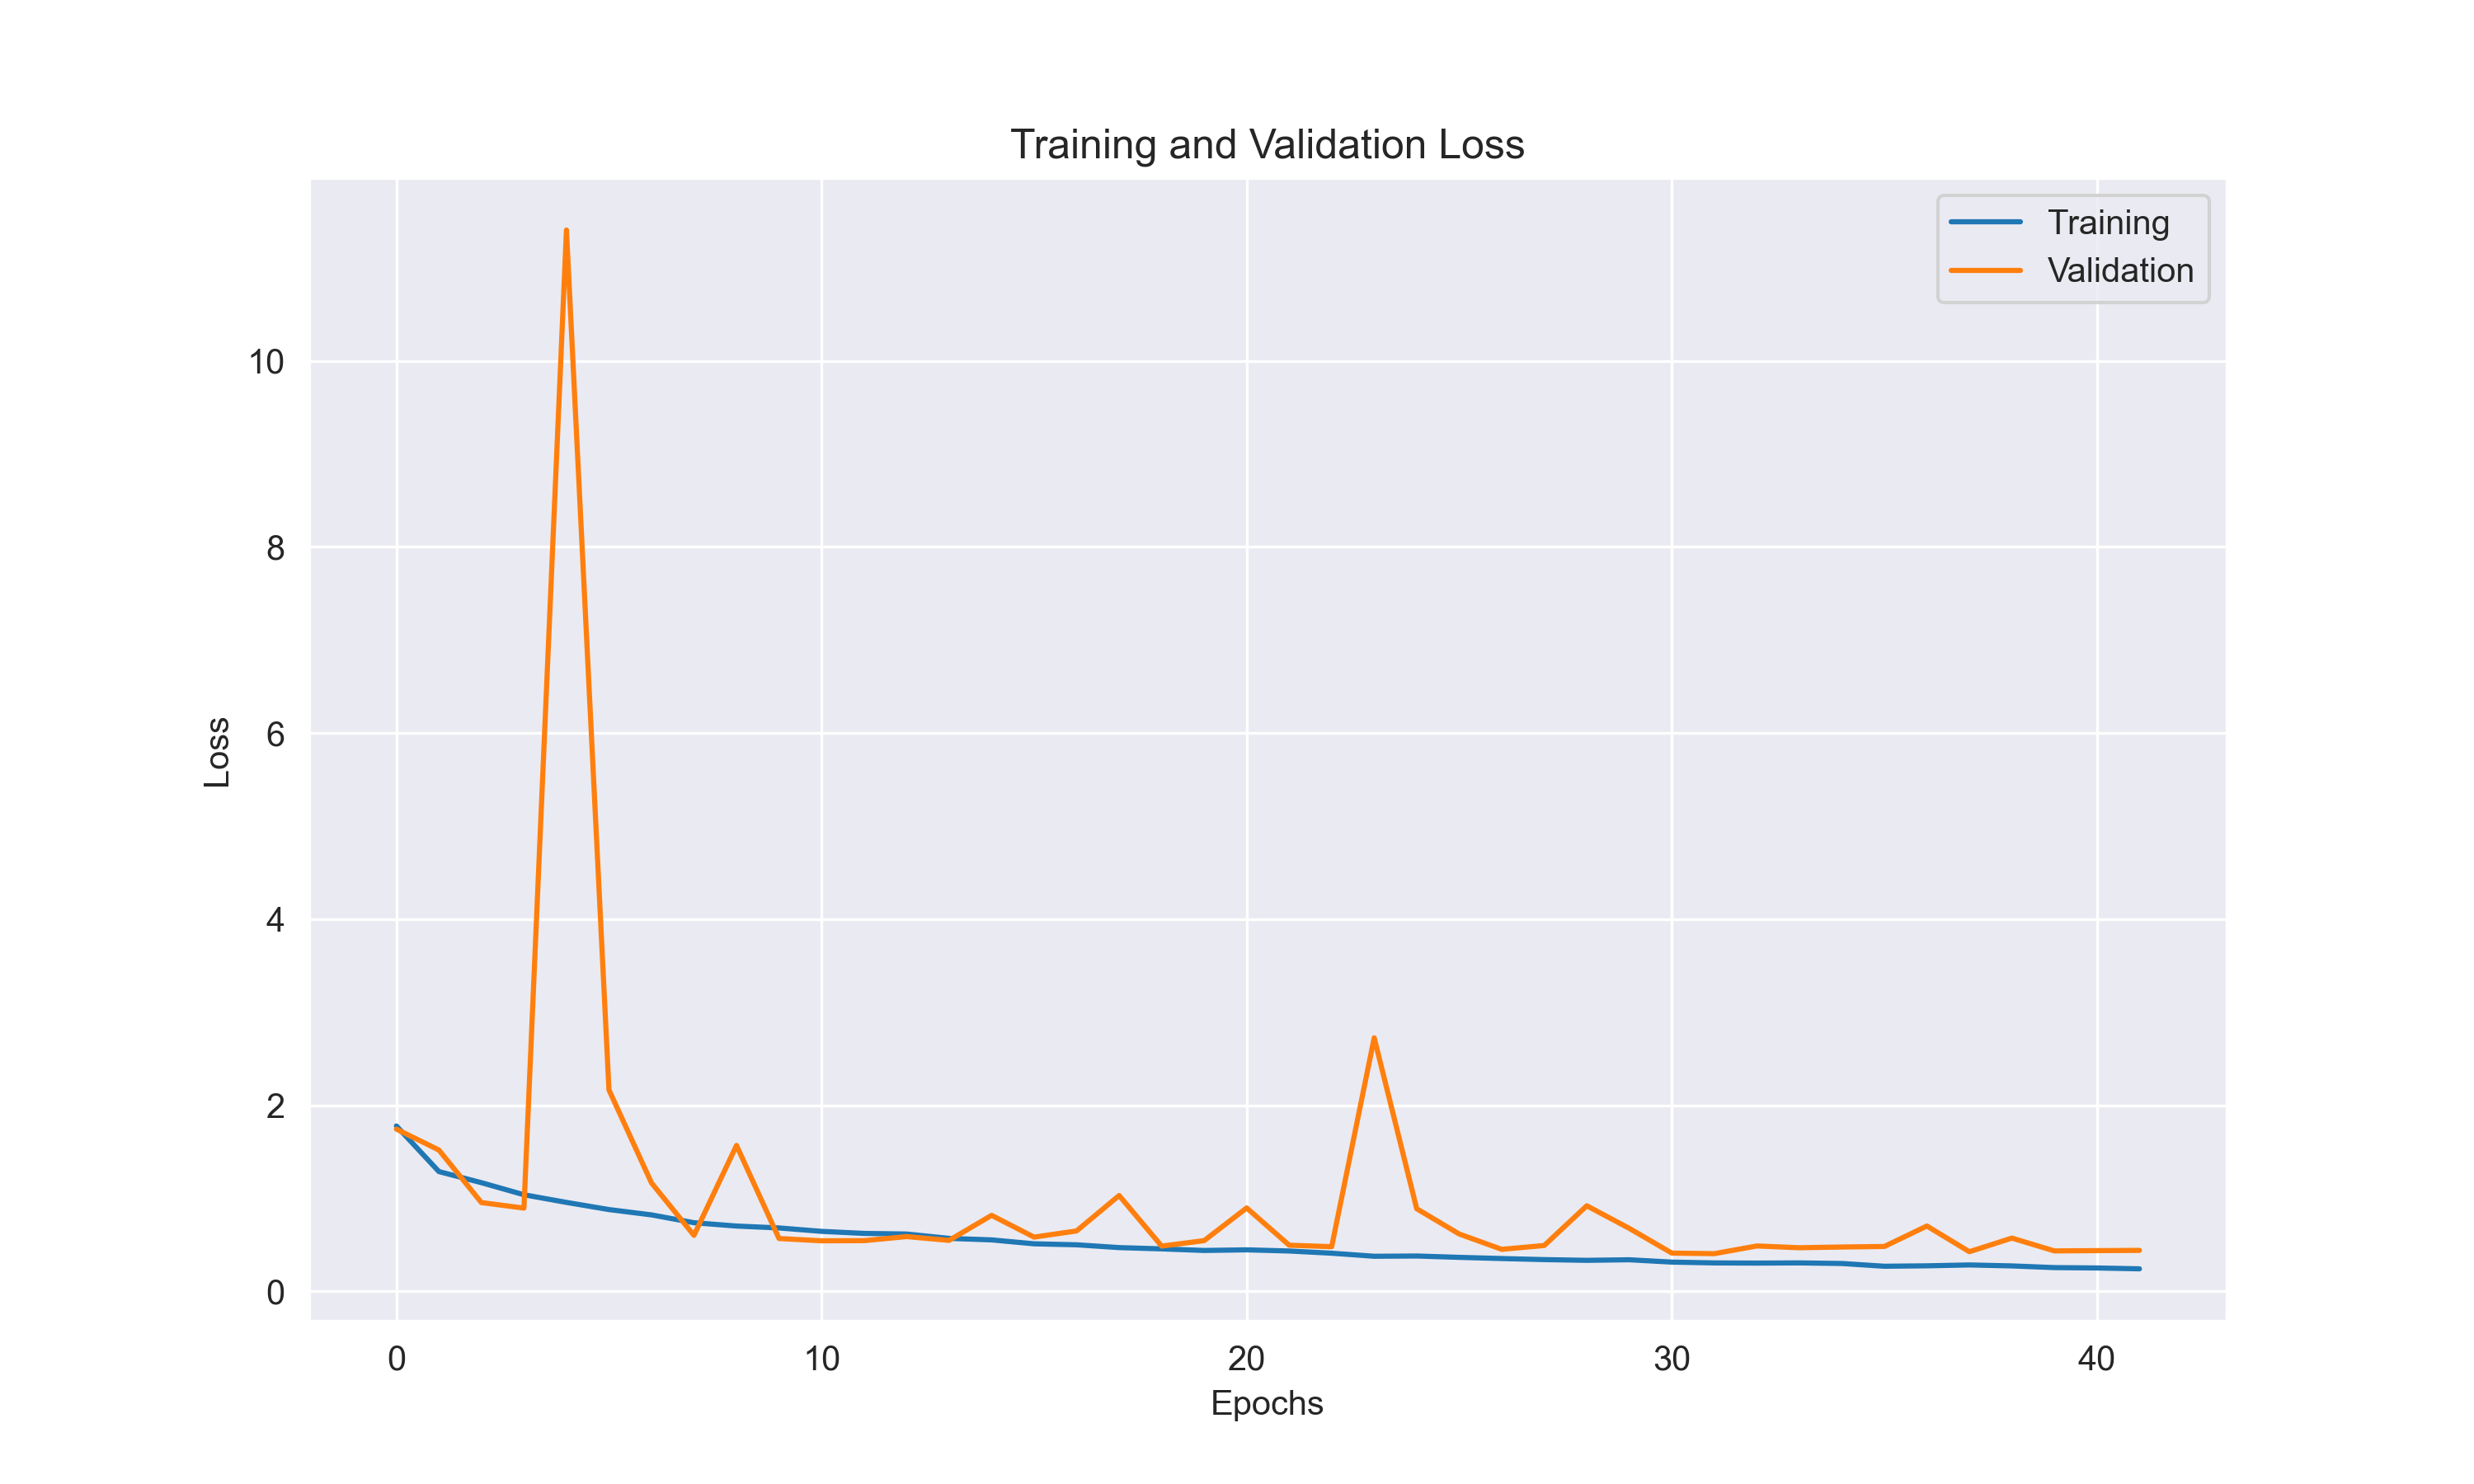 Training and Validation Loss
Training
Validation
10
8
6
4
2
0
Loss
0 10 20 30 40
Epochs